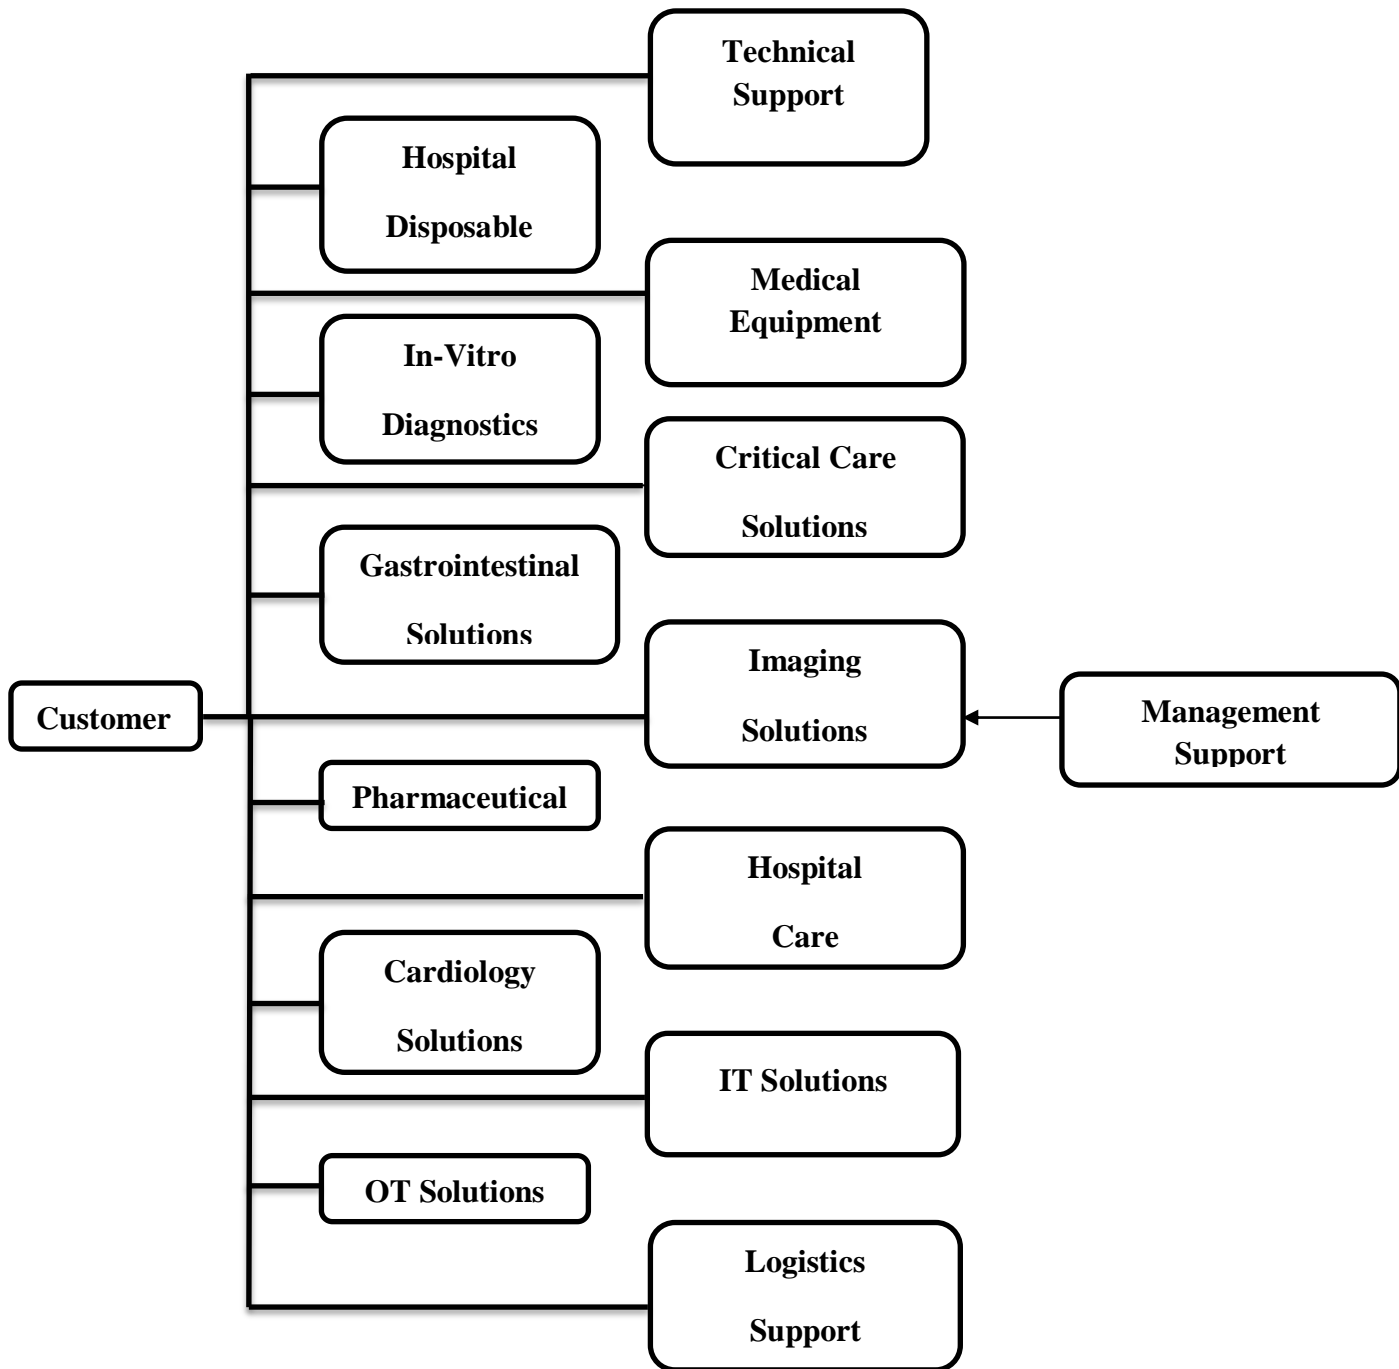 Technical
Support
Hospital
Disposable
Medical
Equipment
In-Vitro
Diagnostics
Critical Care
Solutions
Gastrointestinal
Solutions
Imaging
Solutions
Customer
Management
Support
Pharmaceutical
Hospital
Care
Cardiology
Solutions
IT Solutions
OT Solutions
Logistics
Support